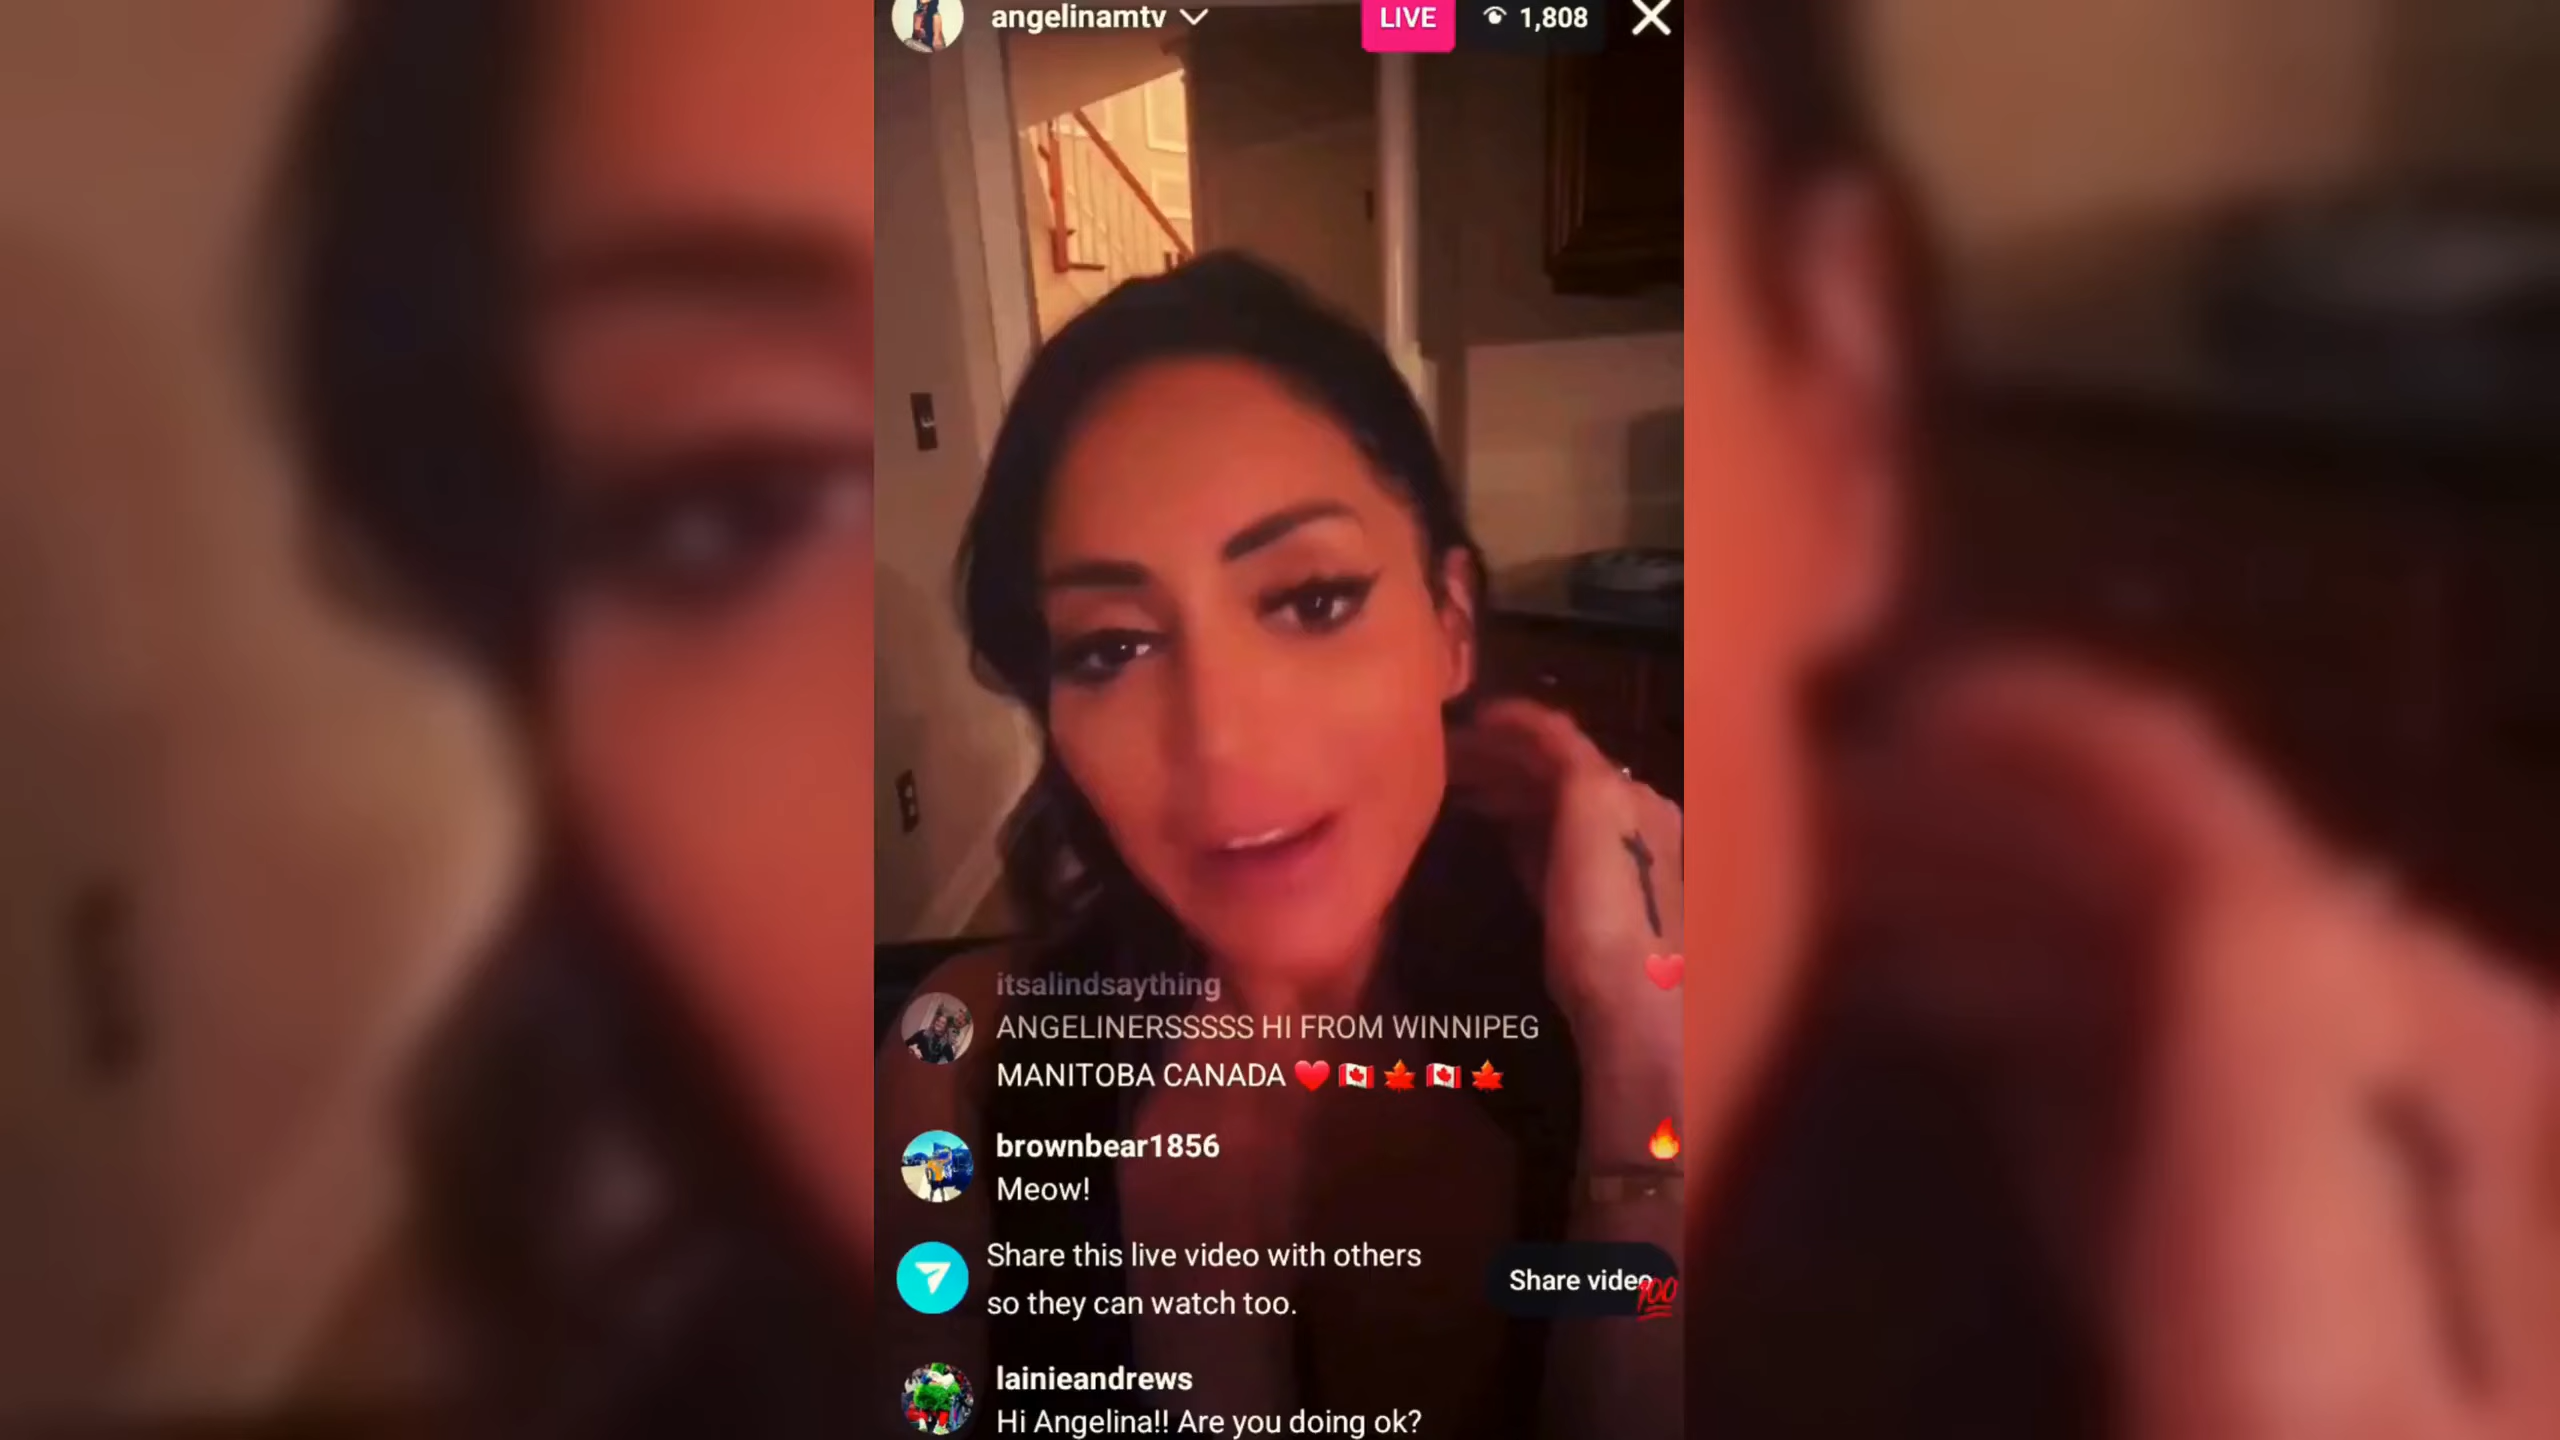 angelinamtv
LIVE
1,808
itsalindsaything
ANGELINERSSSSS HI FROM WINNIPEG
MANITOBA CANADA ❤️ 🇨🇦 🍁 🇨🇦 🍁
brownbear1856
Meow!
Share this live video with others
so they can watch too.
Share video
💯
lainieandrews
Hi Angelina!! Are you doing ok?